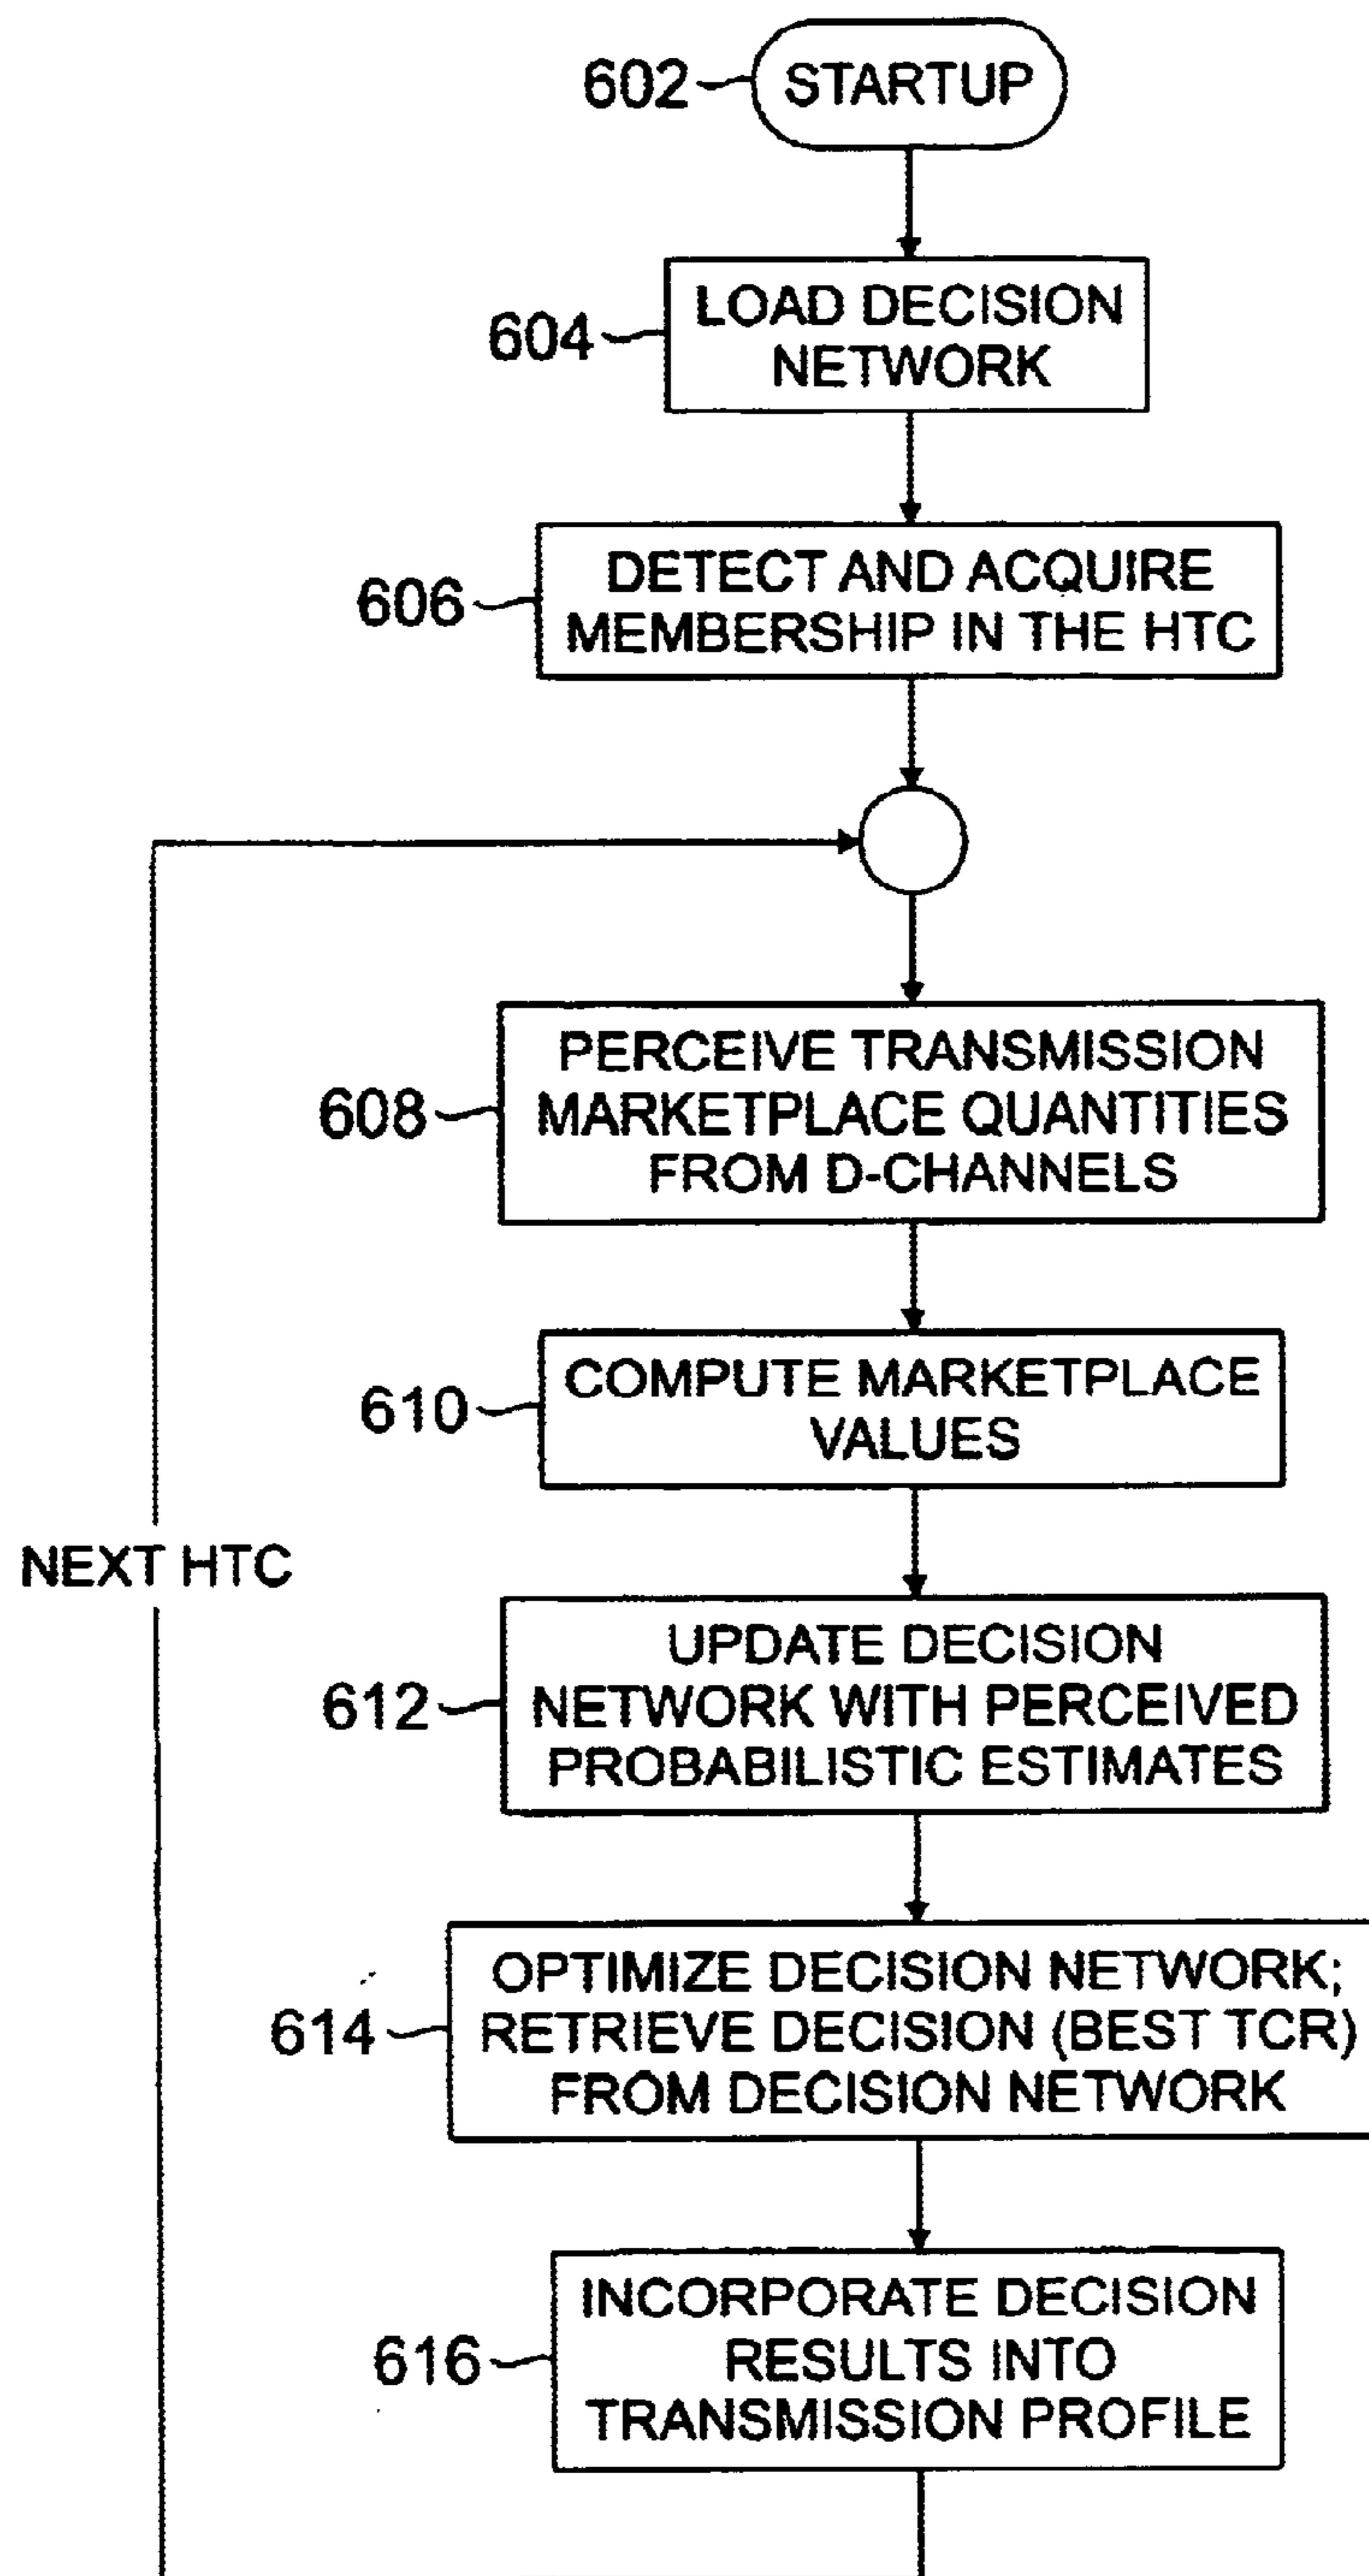 602
STARTUP
604
LOAD DECISION
NETWORK
606
DETECT AND ACQUIRE
MEMBERSHIP IN THE HTC
608
PERCEIVE TRANSMISSION
MARKETPLACE QUANTITIES
FROM D-CHANNELS
610
COMPUTE MARKETPLACE
VALUES
NEXT HTC
612
UPDATE DECISION
NETWORK WITH PERCEIVED
PROBABILISTIC ESTIMATES
614
OPTIMIZE DECISION NETWORK;
RETRIEVE DECISION (BEST TCR)
FROM DECISION NETWORK
616
INCORPORATE DECISION
RESULTS INTO
TRANSMISSION PROFILE